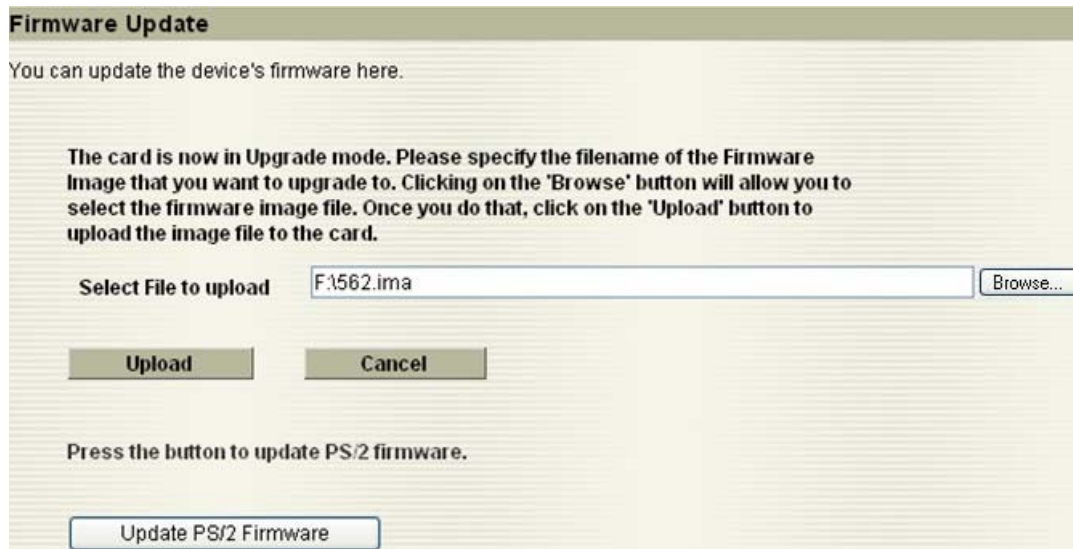 Firmware Update
You can update the device's firmware here.
The card is now in Upgrade mode. Please specify the filename of the Firmware
Image that you want to upgrade to. Clicking on the 'Browse' button will allow you to
select the firmware image file. Once you do that, click on the 'Upload' button to
upload the image file to the card.
Select File to upload F:\562.ima Browse...
Upload Cancel
Press the button to update PS/2 firmware.
Update PS/2 Firmware